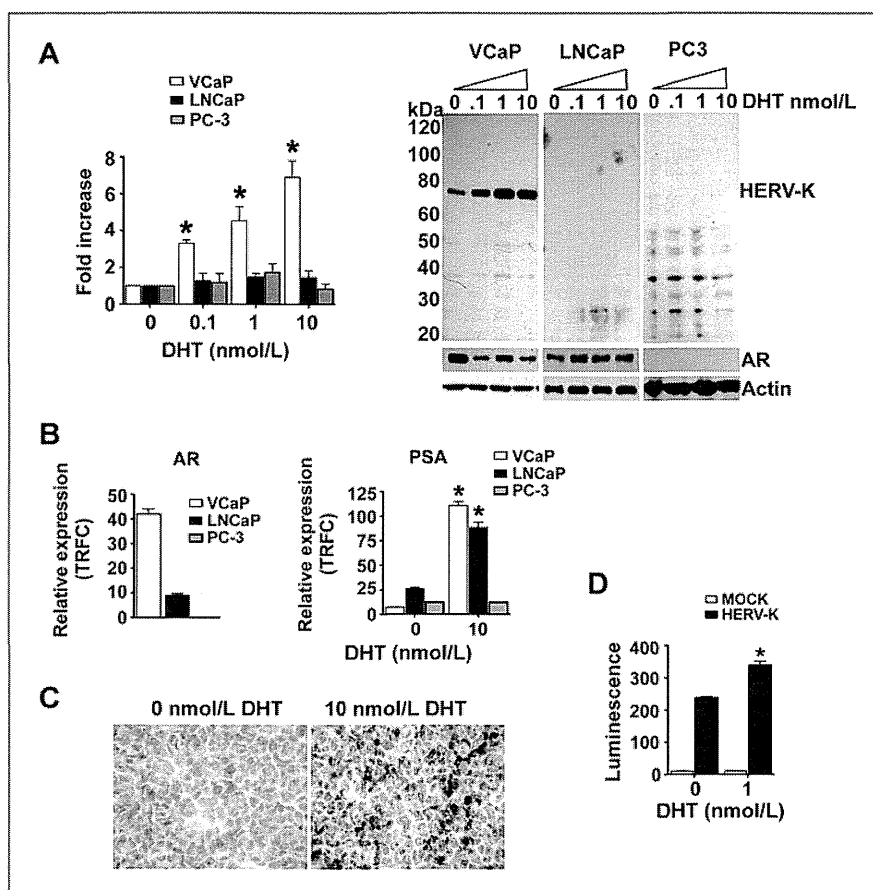 A
VCaP
LNCaP
PC-3
Fold increase
8
6
4
2
0
*
*
*
0
0.1
1
10
DHT (nmol/L)
VCaP
LNCaP
PC3
0 .1 1 10
0 .1 1 10
0 .1 1 10
DHT nmol/L
kDa
120
100
80
60
50
40
30
20
HERV-K
AR
Actin
B
AR
VCaP
LNCaP
PC-3
Relative expression
(TRFC)
50
40
30
20
10
0
PSA
VCaP
LNCaP
PC-3
Relative expression
(TRFC)
125
100
75
50
25
0
*
*
0
10
DHT (nmol/L)
C
0 nmol/L DHT
10 nmol/L DHT
D
MOCK
HERV-K
Luminescence
400
300
200
100
0
*
0
1
DHT (nmol/L)